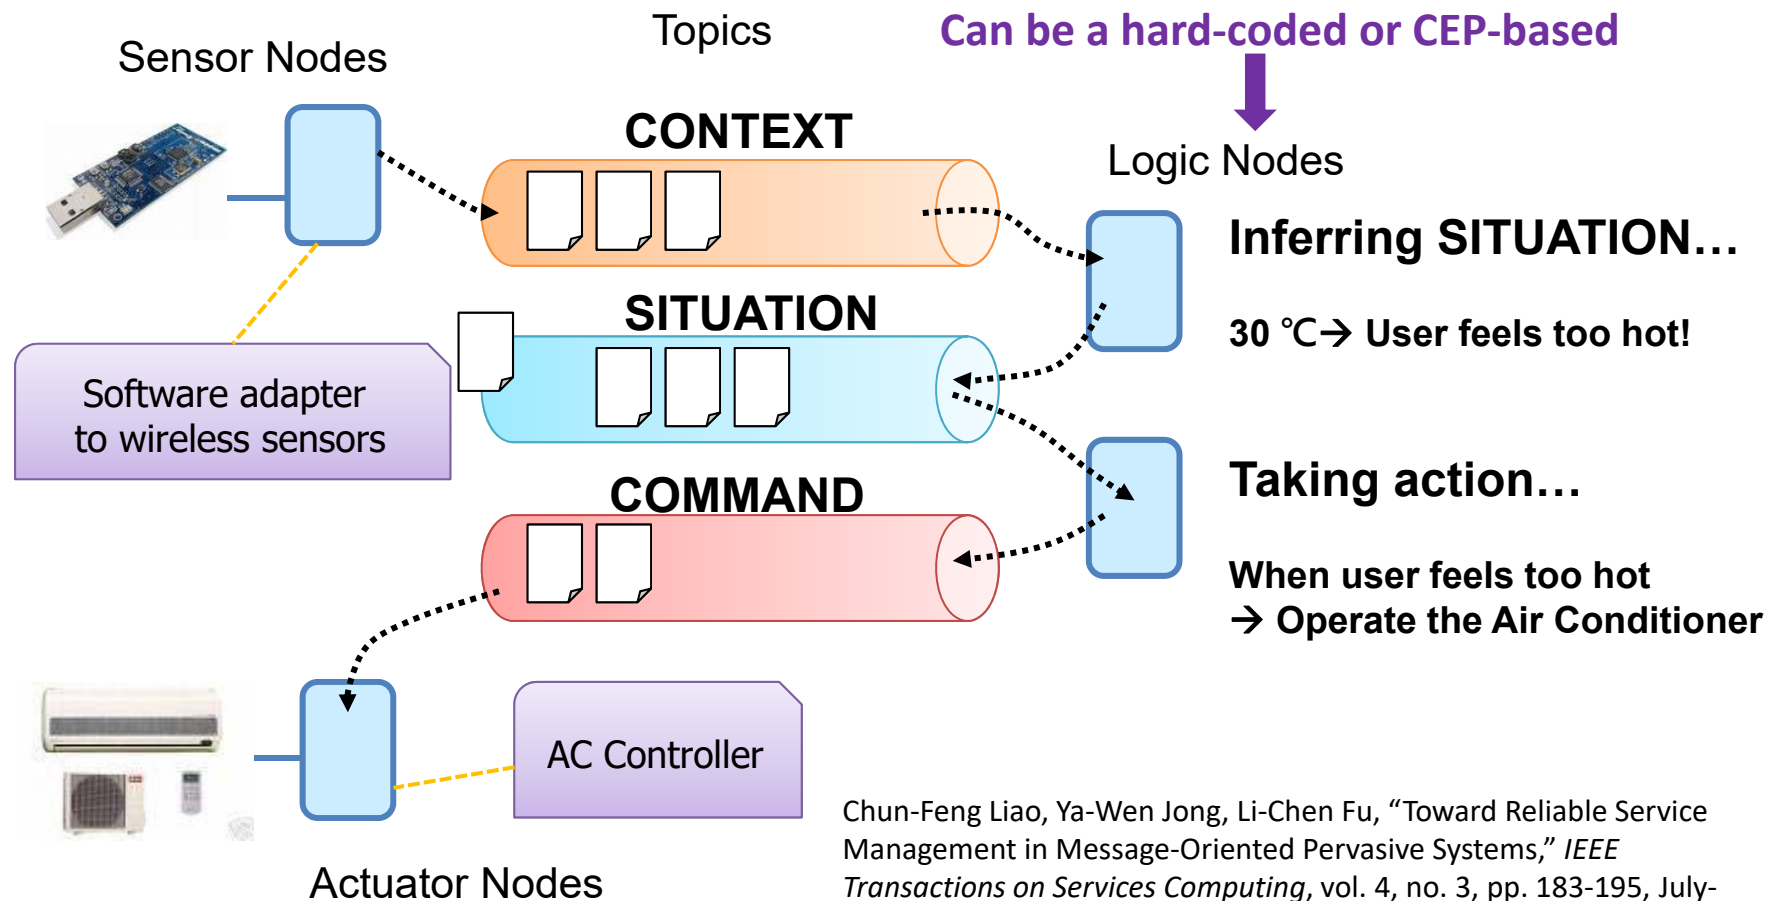 Topics
Can be a hard-coded or CEP-based
Sensor Nodes
CONTEXT
Logic Nodes
Inferring SITUATION…
SITUATION
30 ℃→ User feels too hot!
Software adapter
to wireless sensors
COMMAND
Taking action…
When user feels too hot
→ Operate the Air Conditioner
AC Controller
Actuator Nodes
Chun-Feng Liao, Ya-Wen Jong, Li-Chen Fu, “Toward Reliable Service
Management in Message-Oriented Pervasive Systems,” IEEE
Transactions on Services Computing, vol. 4, no. 3, pp. 183-195, July-